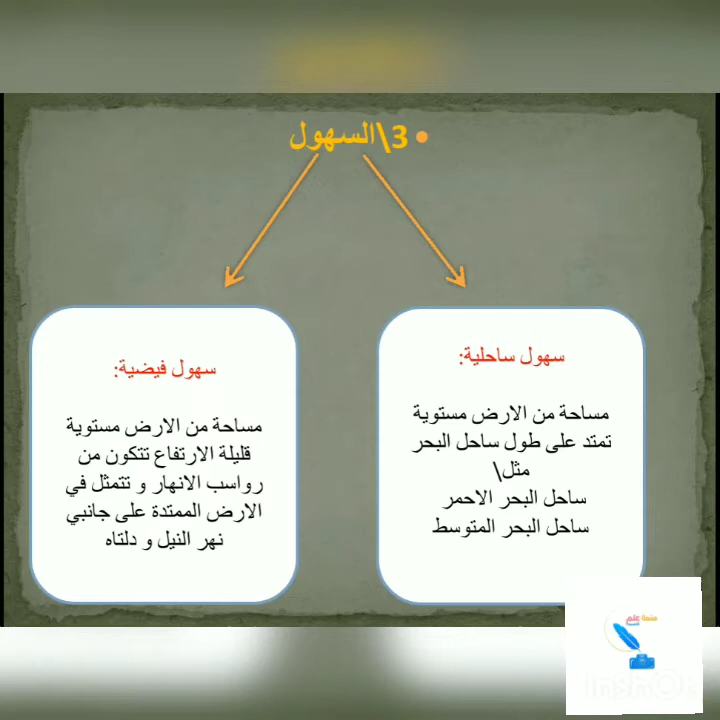 • 3\السهول
سهول ساحلية:
مساحة من الارض مستوية
تمتد على طول ساحل البحر
مثل\
ساحل البحر الاحمر
ساحل البحر المتوسط
سهول فيضية:
مساحة من الارض مستوية
قليلة الارتفاع تتكون من
رواسب الانهار و تتمثل في
الارض الممتدة على جانبي
نهر النيل و دلتاه
InShOt